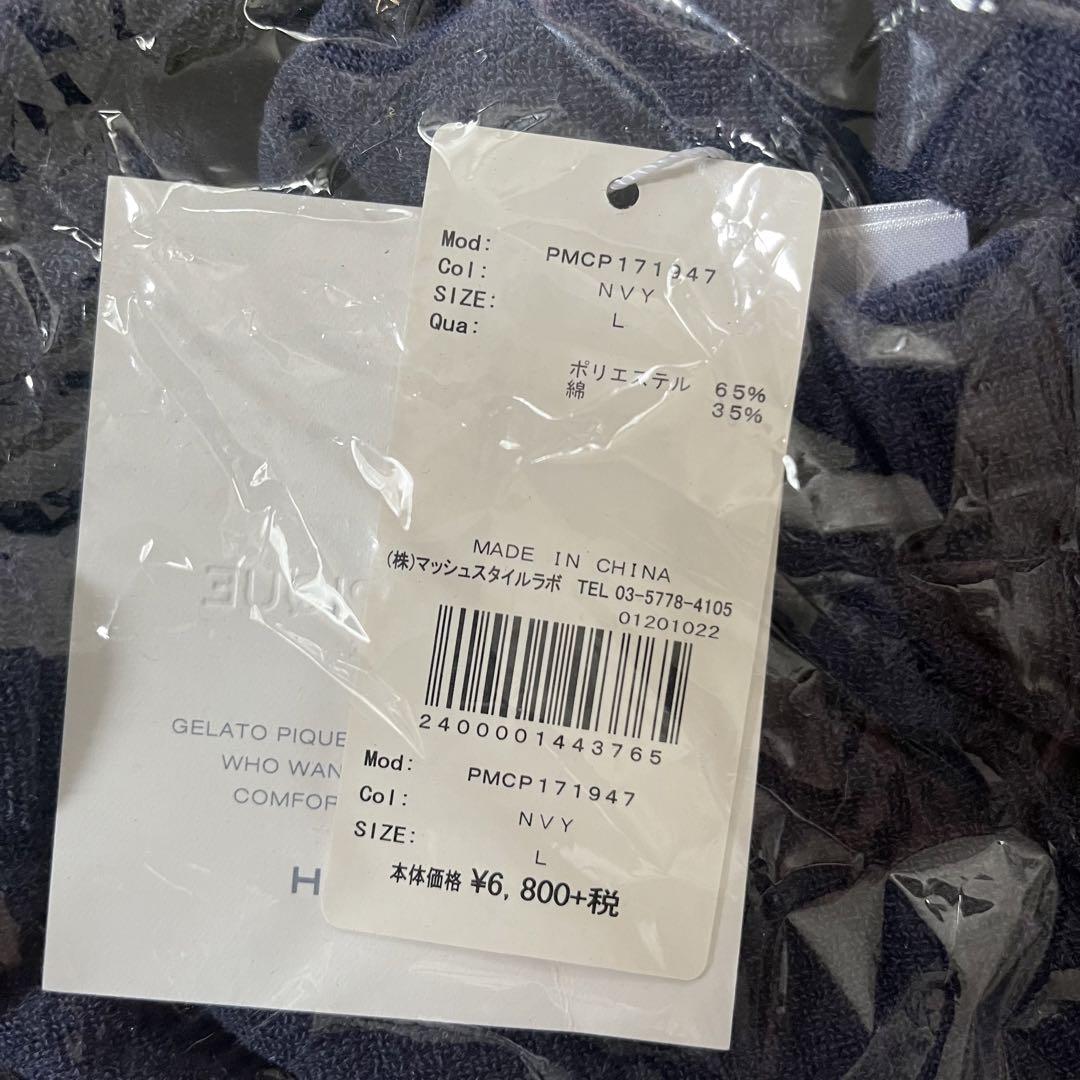 Mod: PMCP171947
Col: NVY
SIZE: L
Qua:
ポリエステル 65%
綿 35%
MADE IN CHINA
(株)マッシュスタイルラボ TEL 03-5778-4105
01201022
2400001443765
Mod: PMCP171947
Col: NVY
SIZE: L
本体価格 ¥6,800+税
PIQUE
GELATO PIQUE
WHO WAN
COMFOR
H